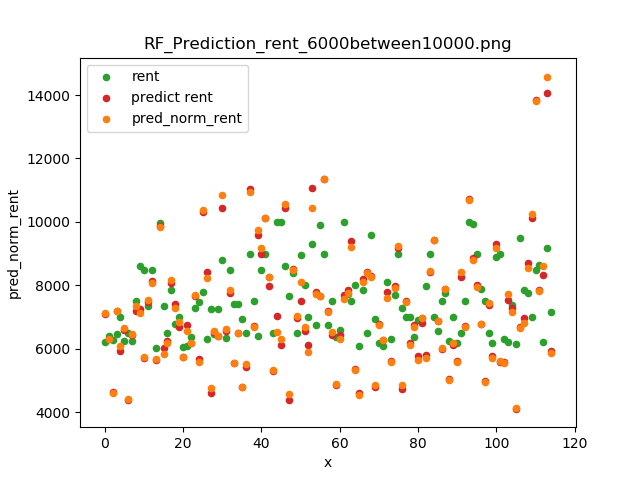 RF_Prediction_rent_6000between10000.png
rent
predict rent
pred_norm_rent
14000
12000
10000
8000
6000
4000
pred_norm_rent
0 20 40 60 80 100 120
x